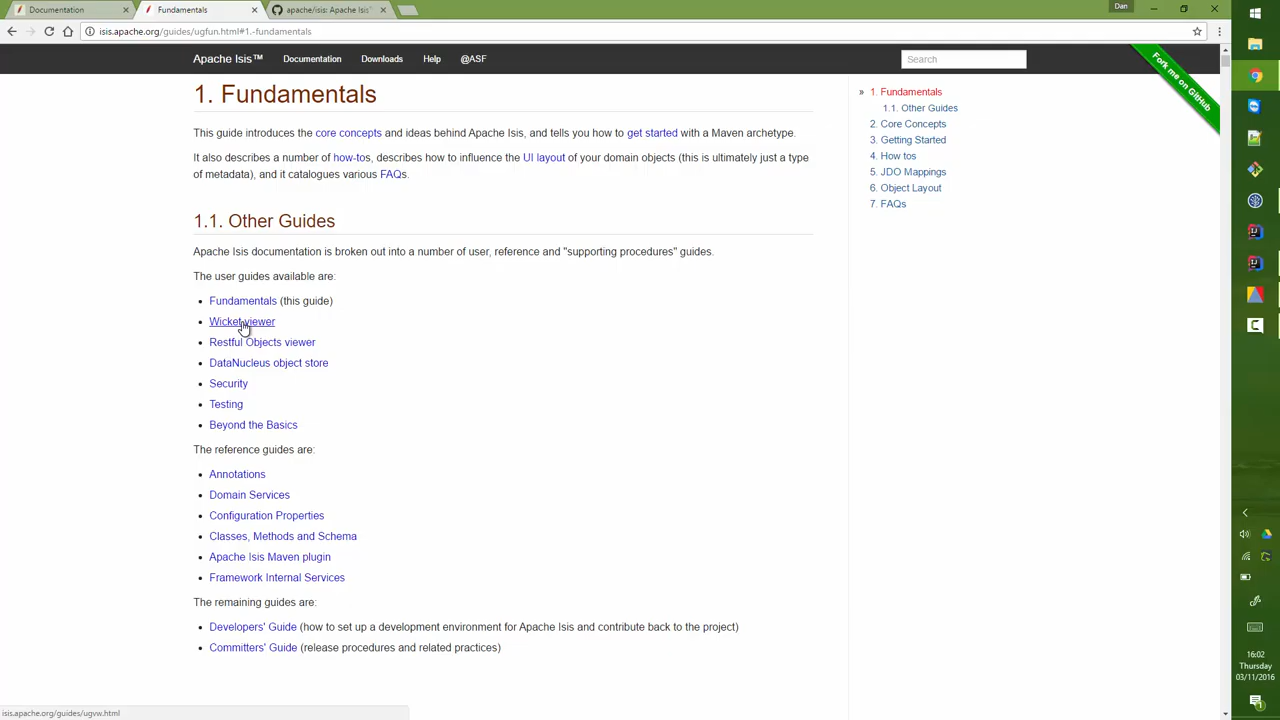 Documentation
Fundamentals
apache/isis: Apache Isis™
Dan
isis.apache.org/guides/ugfun.html#1.-fundamentals
Apache Isis™
Documentation
Downloads
Help
@ASF
Search
Fork me on GitHub
1. Fundamentals
This guide introduces the core concepts and ideas behind Apache Isis, and tells you how to get started with a Maven archetype.
It also describes a number of how-tos, describes how to influence the UI layout of your domain objects (this is ultimately just a type
of metadata), and it catalogues various FAQs.
1.1. Other Guides
Apache Isis documentation is broken out into a number of user, reference and "supporting procedures" guides.
The user guides available are:
• Fundamentals (this guide)
• Wicket viewer
• Restful Objects viewer
• DataNucleus object store
• Security
• Testing
• Beyond the Basics
The reference guides are:
• Annotations
• Domain Services
• Configuration Properties
• Classes, Methods and Schema
• Apache Isis Maven plugin
• Framework Internal Services
The remaining guides are:
• Developers' Guide (how to set up a development environment for Apache Isis and contribute back to the project)
• Committers' Guide (release procedures and related practices)
» 1. Fundamentals
1.1. Other Guides
2. Core Concepts
3. Getting Started
4. How tos
5. JDO Mappings
6. Object Layout
7. FAQs
isis.apache.org/guides/ugvw.html
16:02
Thursday
03/11/2016